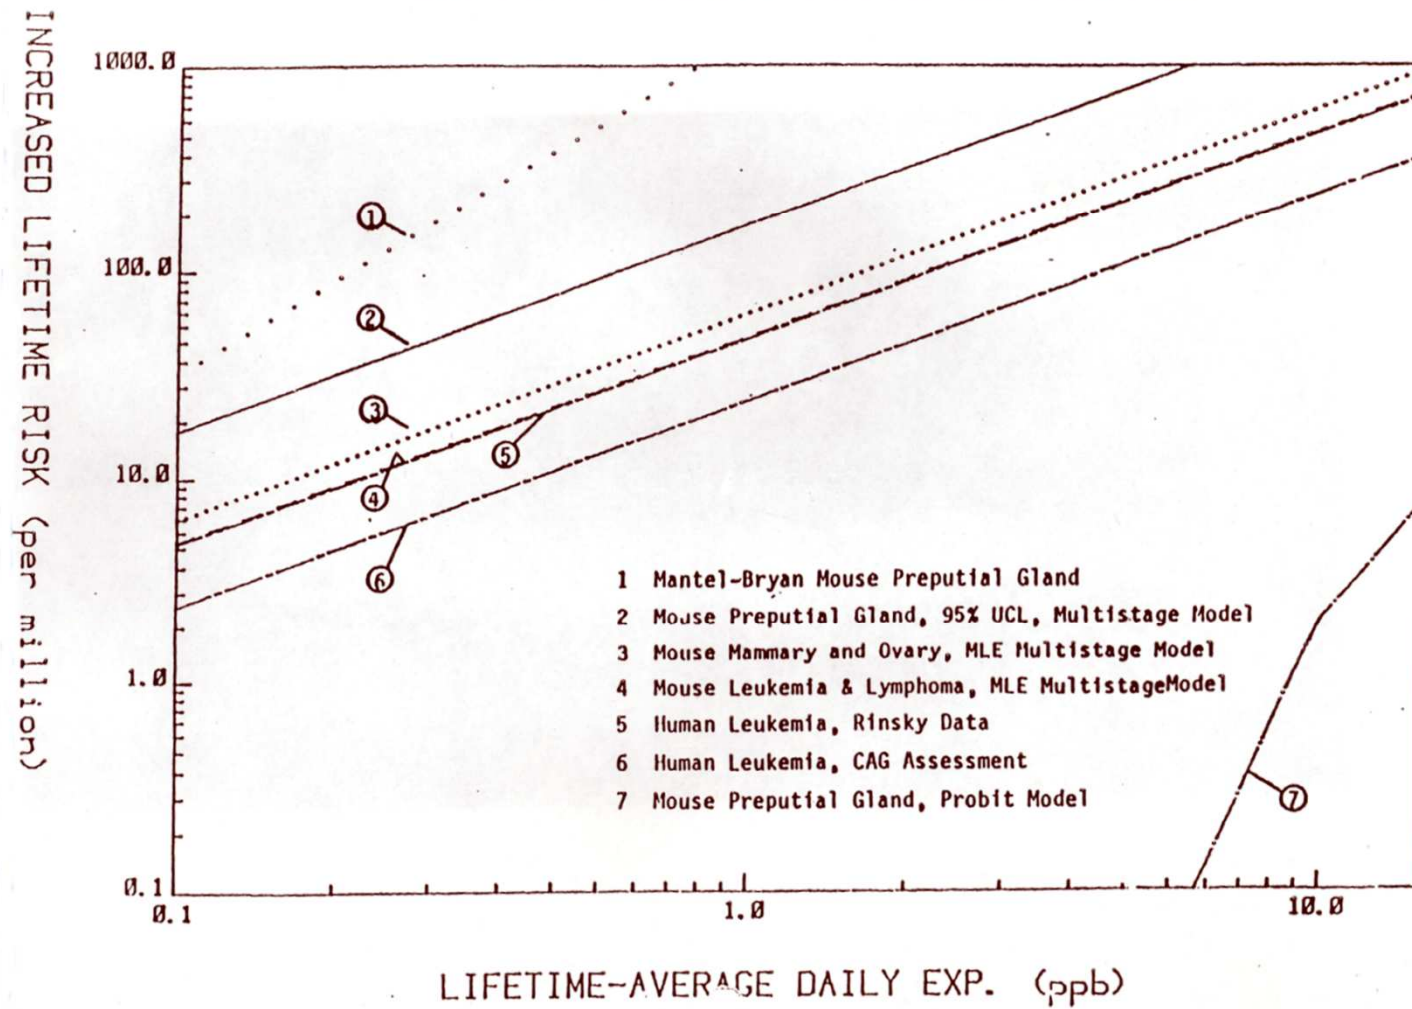 INCREASED LIFETIME RISK (per million)
1000.0
100.0
10.0
1.0
0.1
1
2
3
4
5
6
7
1 Mantel-Bryan Mouse Preputial Gland
2 Mouse Preputial Gland, 95% UCL, Multistage Model
3 Mouse Mammary and Ovary, MLE Multistage Model
4 Mouse Leukemia & Lymphoma, MLE MultistageModel
5 Human Leukemia, Rinsky Data
6 Human Leukemia, CAG Assessment
7 Mouse Preputial Gland, Probit Model
0.1 1.0 10.0
LIFETIME-AVERAGE DAILY EXP. (ppb)